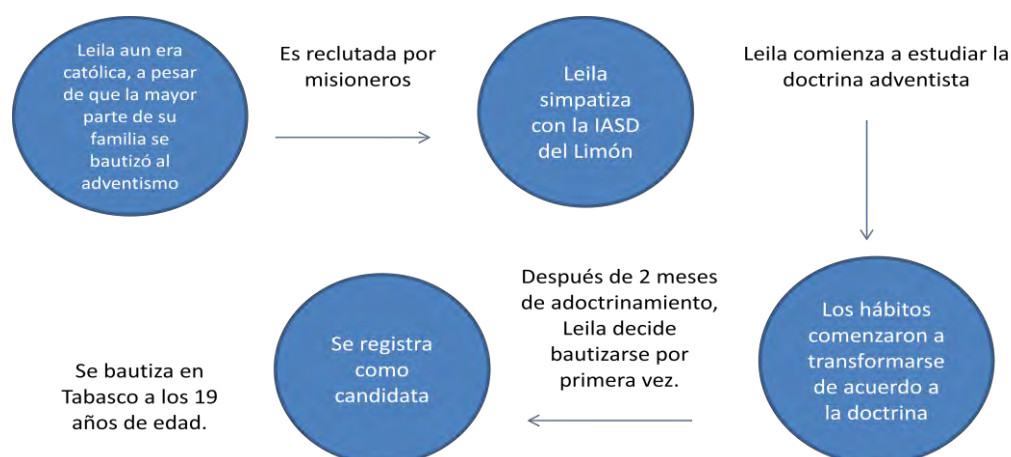 Leila aun era
católica, a pesar
de que la mayor
parte de su
familia se
bautizó al
adventismo
Es reclutada por
misioneros
Leila
simpatiza
con la IASD
del Limón
Leila comienza a estudiar la
doctrina adventista
Los hábitos
comenzaron a
transformarse
de acuerdo a
la doctrina
Después de 2 meses
de adoctrinamiento,
Leila decide
bautizarse por
primera vez.
Se registra
como
candidata
Se bautiza en
Tabasco a los 19
años de edad.